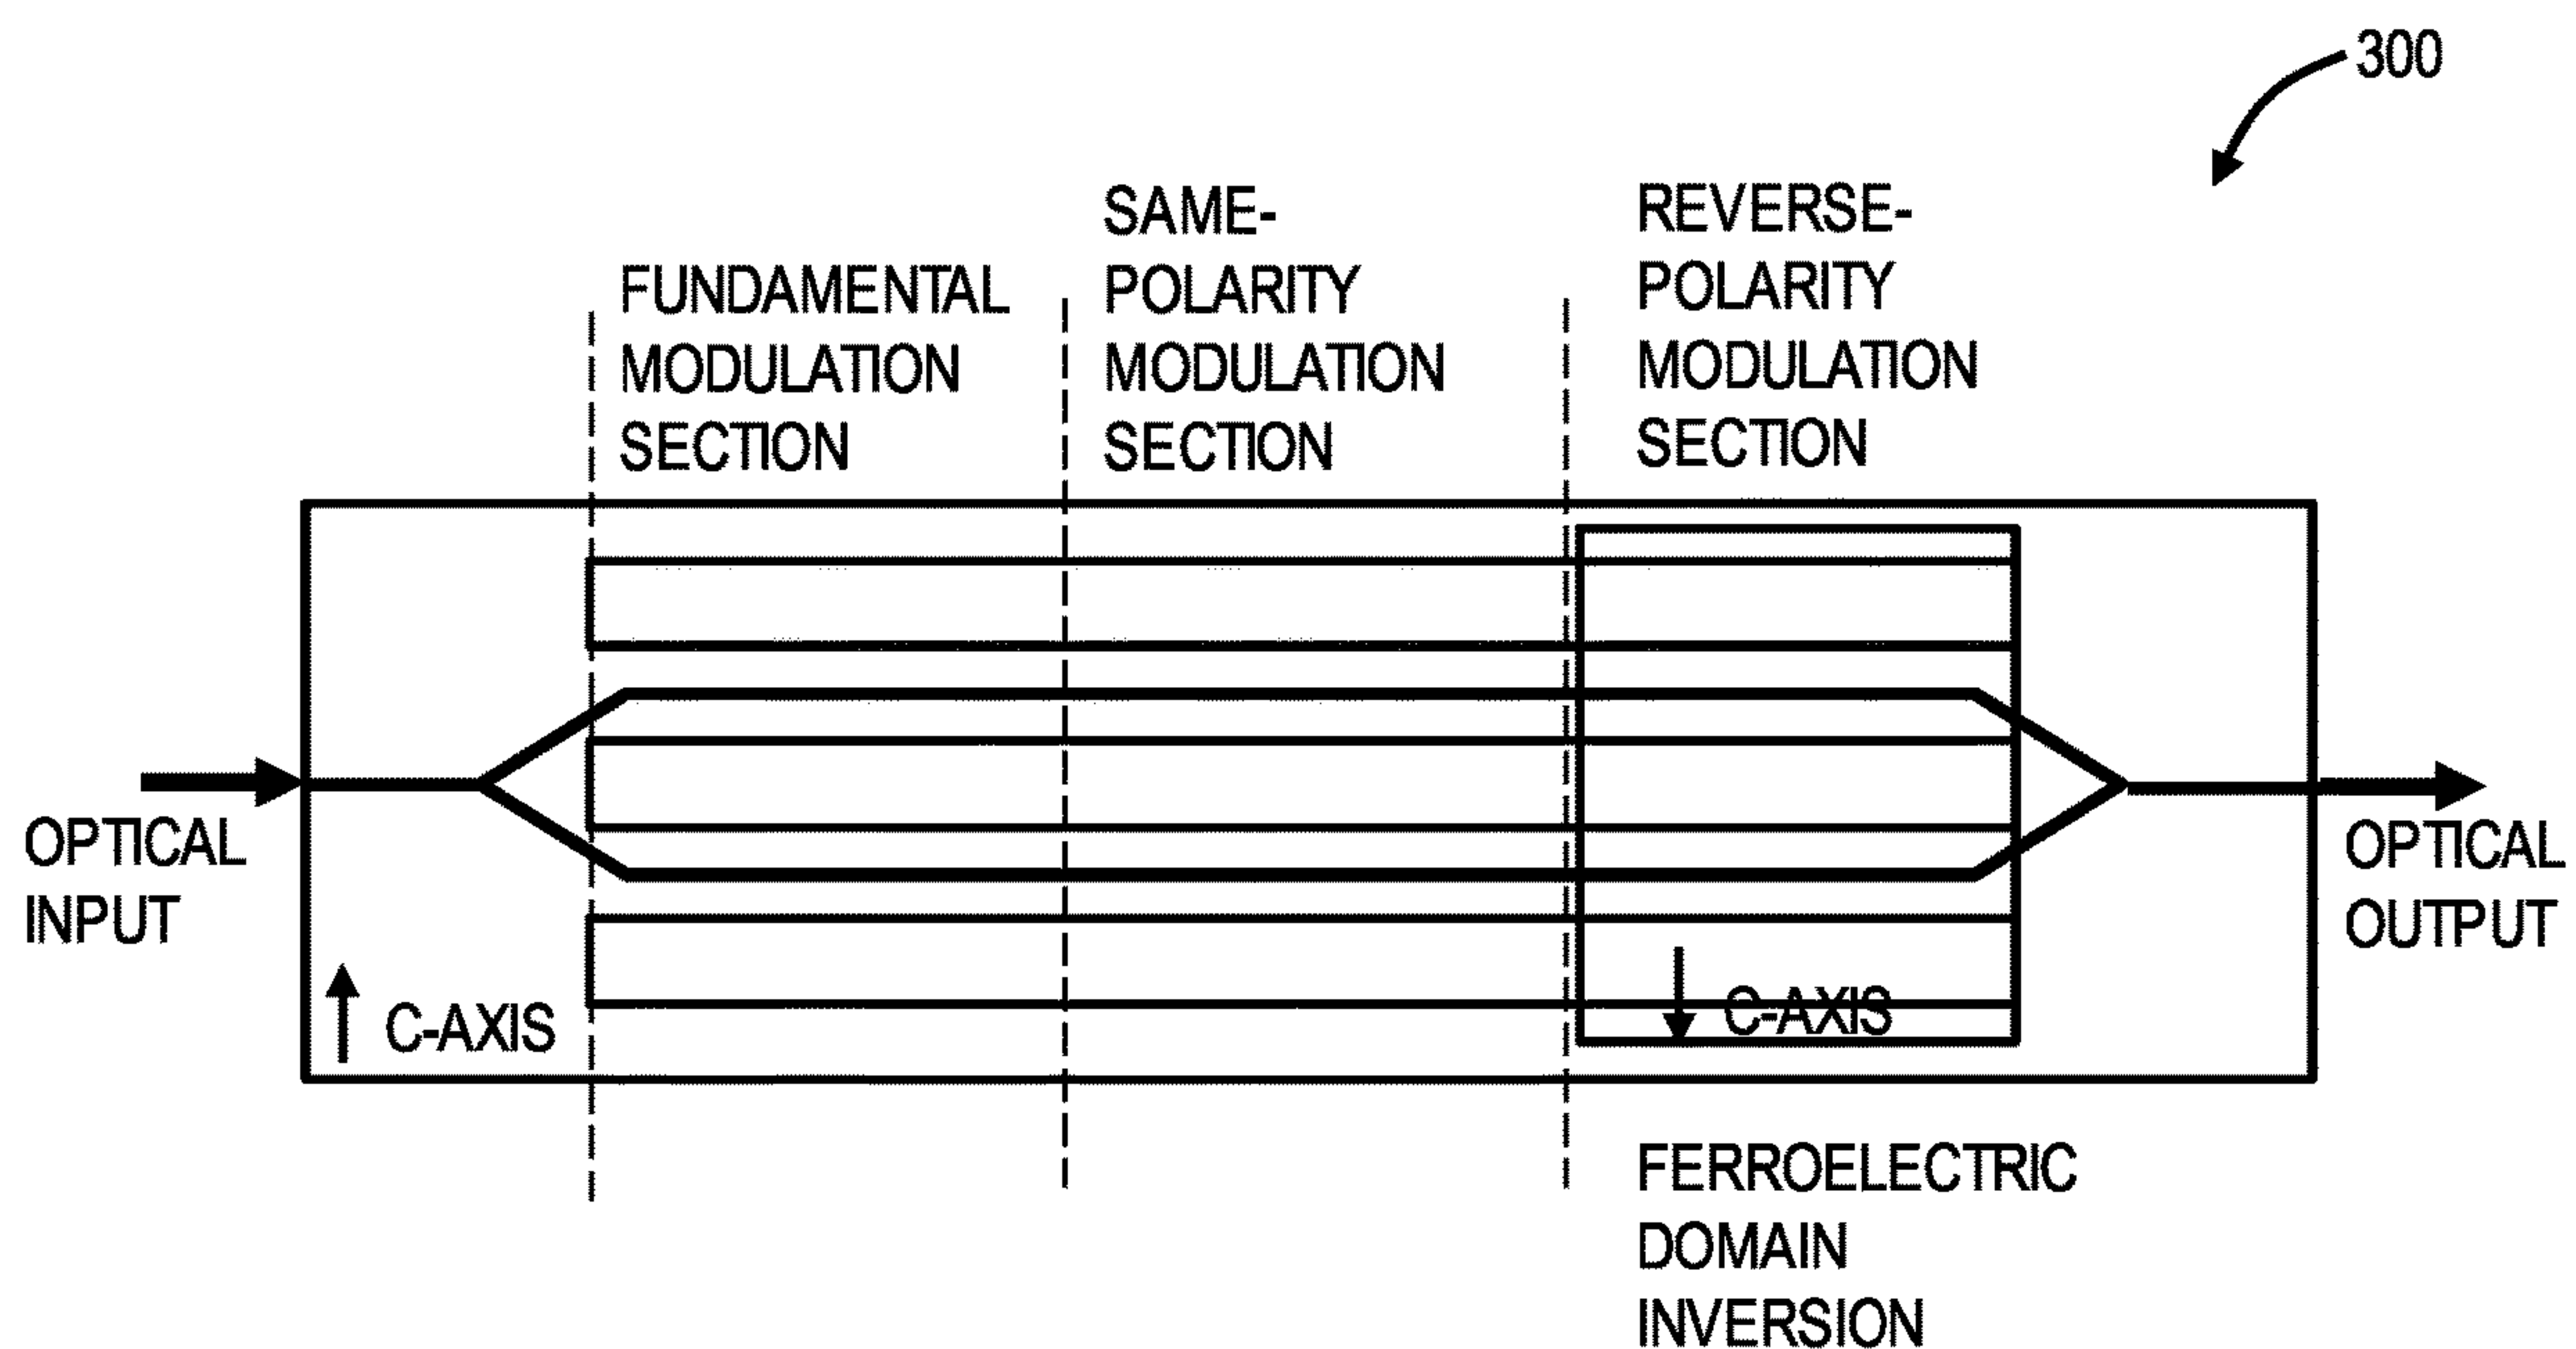 300
FUNDAMENTAL
MODULATION
SECTION
SAME-
POLARITY
MODULATION
SECTION
REVERSE-
POLARITY
MODULATION
SECTION
OPTICAL
INPUT
C-AXIS
C-AXIS
OPTICAL
OUTPUT
FERROELECTRIC
DOMAIN
INVERSION